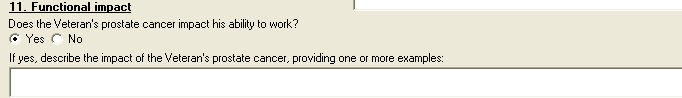 11. Functional impact
Does the Veteran's prostate cancer impact his ability to work?
Yes No
If yes, describe the impact of the Veteran's prostate cancer, providing one or more examples: